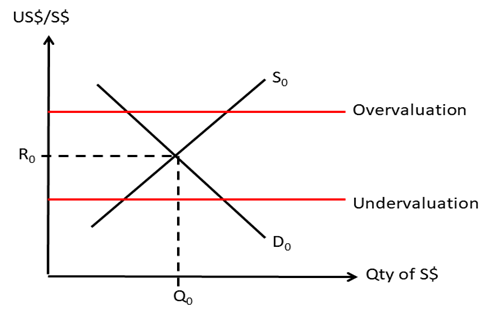 US$/S$
S₀
Overvaluation
R₀
Undervaluation
D₀
Qty of S$
Q₀